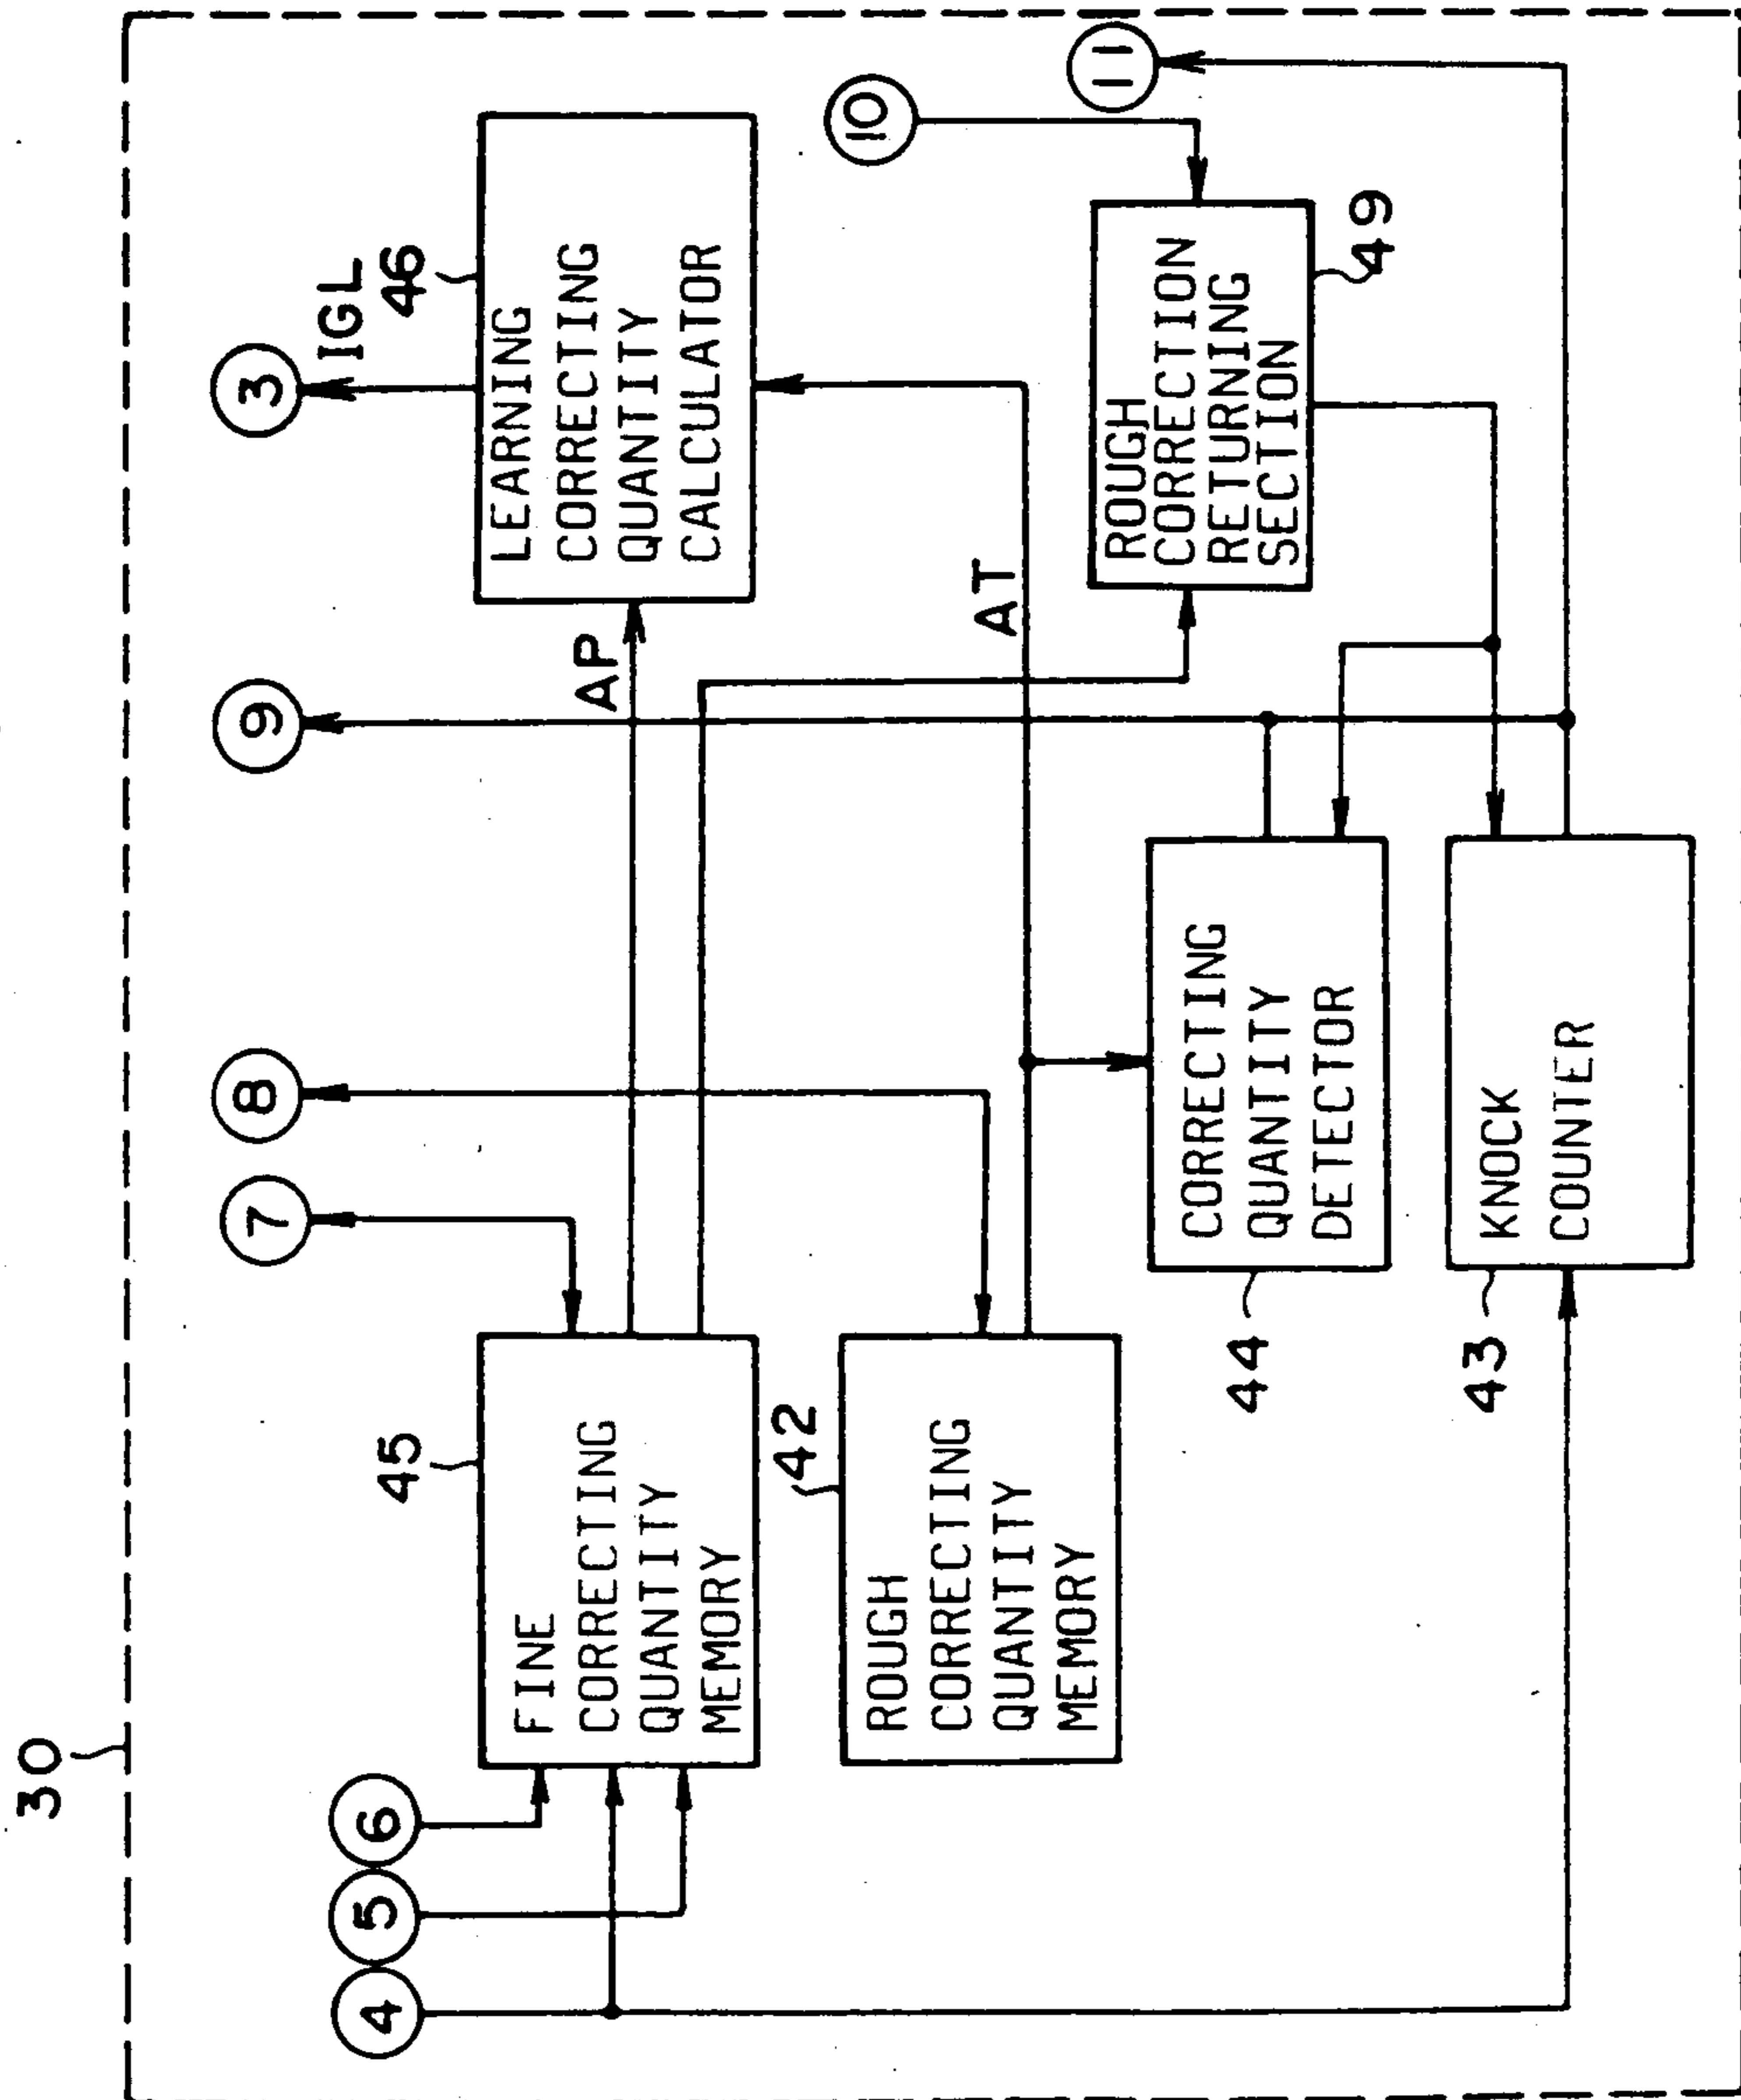 30
4
5
6
7
8
9
3
IGL
45
FINE
CORRECTING
QUANTITY
MEMORY
AP
46
LEARNING
CORRECTING
QUANTITY
CALCULATOR
42
ROUGH
CORRECTING
QUANTITY
MEMORY
AT
10
11
44
CORRECTING
QUANTITY
DETECTOR
ROUGH
CORRECTION
RETURNING
SECTION
49
43
KNOCK
COUNTER